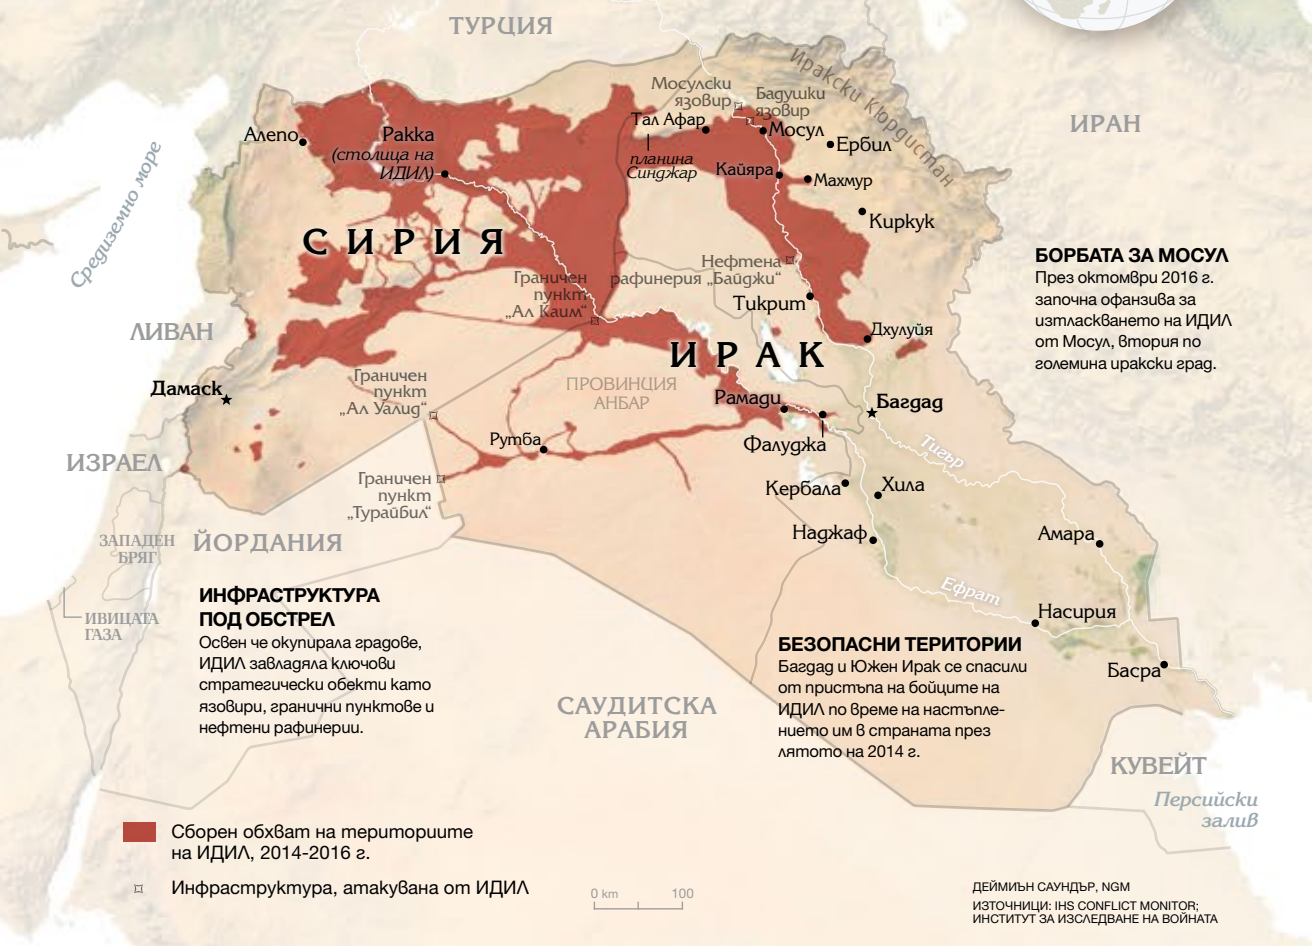 ТУРЦИЯ
Иракски Кюрдистан
Мосулски
язовир
Бадушки
язовир
ИРАН
Алепо
Ракка
(столица на
ИДИЛ)
Тал Афар
Мосул
Ербил
планина
Синджар
Кайяра
Махмур
Киркук
Средиземно море
СИРИЯ
Нефтена
рафинерия „Байджи“
Граничен
пункт
„Ал Каим“
Тикрит
БОРБАТА ЗА МОСУЛ
През октомври 2016 г.
започна офанзива за
изтласкването на ИДИЛ
от Мосул, втория по
големина иракски град.
ЛИВАН
Дхулуйя
ИРАК
Дамаск
Граничен
пункт
„Ал Уалид“
ПРОВИНЦИЯ
АНБАР
Рамади
Багдад
Рутба
Фалуджа
Тигър
ИЗРАЕЛ
Граничен
пункт
„Турайбил“
Кербала
Хила
ЗАПАДЕН
БРЯГ
ЙОРДАНИЯ
Наджаф
Амара
Ефрат
Насирия
ИВИЦАТА
ГАЗА
ИНФРАСТРУКТУРА
ПОД ОБСТРЕЛ
Освен че окупирала градове,
ИДИЛ завладяла ключови
стратегически обекти като
язовири, гранични пунктове и
нефтени рафинерии.
БЕЗОПАСНИ ТЕРИТОРИИ
Багдад и Южен Ирак се спасили
от пристъпа на бойците на
ИДИЛ по време на настъпле-
нието им в страната през
лятото на 2014 г.
Басра
САУДИТСКА
АРАБИЯ
КУВЕЙТ
Персийски
залив
Сборен обхват на териториите
на ИДИЛ, 2014-2016 г.
Инфраструктура, атакувана от ИДИЛ
0 km 100
ДЕЙМИЪН САУНДЪР, NGM
ИЗТОЧНИЦИ: IHS CONFLICT MONITOR;
ИНСТИТУТ ЗА ИЗСЛЕДВАНЕ НА ВОЙНАТА